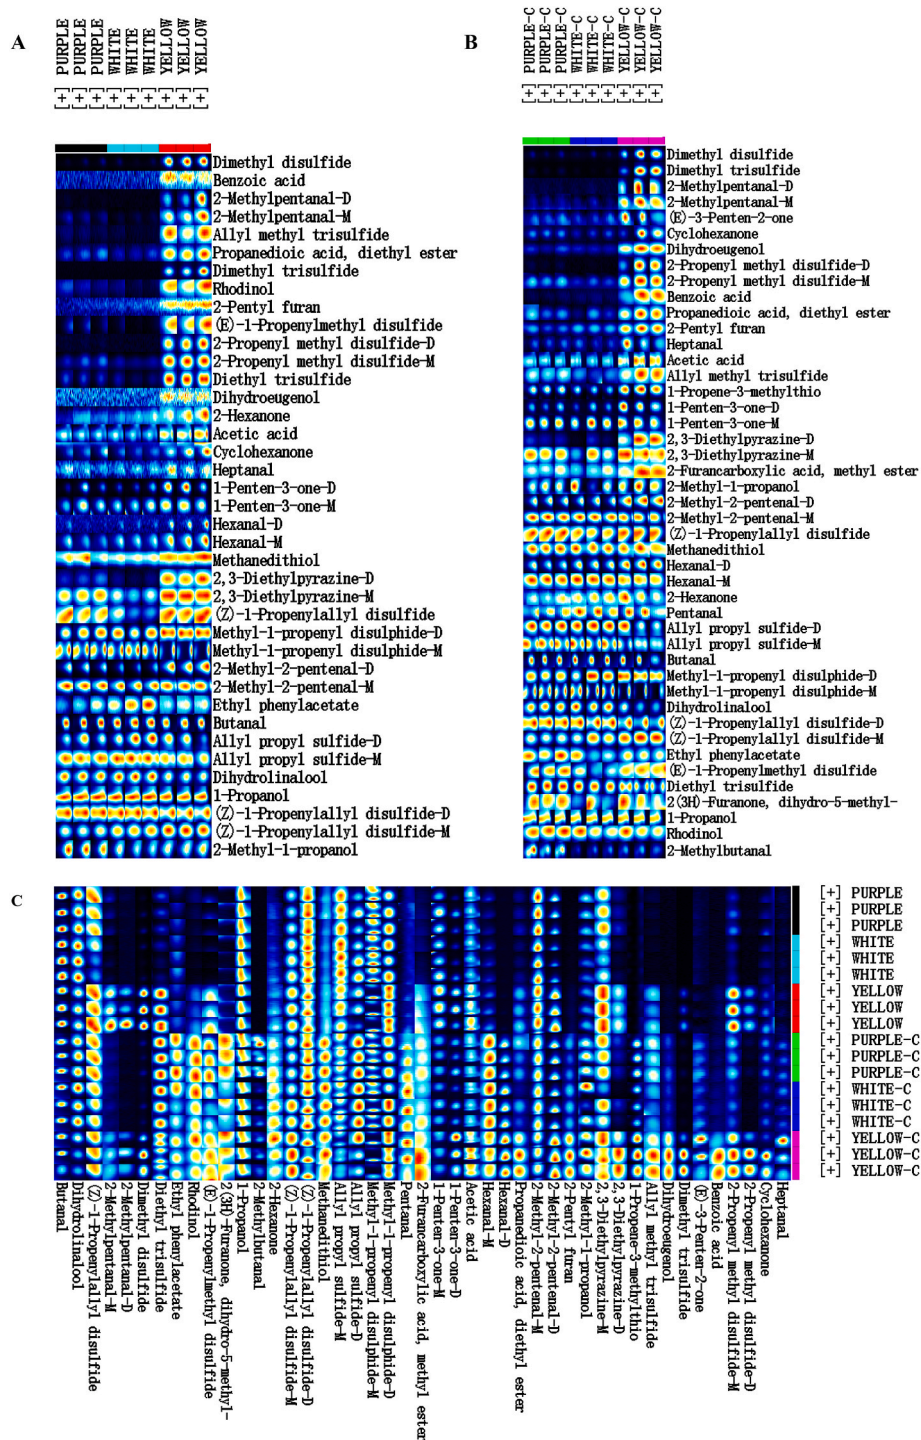 A
[+] PURPLE
[+] PURPLE
[+] PURPLE
[+] WHITE
[+] WHITE
[+] WHITE
[+] YELLOW
[+] YELLOW
[+] YELLOW
Dimethyl disulfide
Benzoic acid
2-Methylpentanal-D
2-Methylpentanal-M
Allyl methyl trisulfide
Propanedioic acid, diethyl ester
Dimethyl trisulfide
Rhodinol
2-Pentyl furan
(E)-1-Propenylmethyl disulfide
2-Propenyl methyl disulfide-D
2-Propenyl methyl disulfide-M
Diethyl trisulfide
Dihydroeugenol
2-Hexanone
Acetic acid
Cyclohexanone
Heptanal
1-Penten-3-one-D
1-Penten-3-one-M
Hexanal-D
Hexanal-M
Methanedithiol
2,3-Diethylpyrazine-D
2,3-Diethylpyrazine-M
(Z)-1-Propenylallyl disulfide
Methyl-1-propenyl disulphide-D
Methyl-1-propenyl disulphide-M
2-Methyl-2-pentenal-D
2-Methyl-2-pentenal-M
Ethyl phenylacetate
Butanal
Allyl propyl sulfide-D
Allyl propyl sulfide-M
Dihydrolinalool
1-Propanol
(Z)-1-Propenylallyl disulfide-D
(Z)-1-Propenylallyl disulfide-M
2-Methyl-1-propanol
B
[+] PURPLE-C
[+] PURPLE-C
[+] PURPLE-C
[+] WHITE-C
[+] WHITE-C
[+] WHITE-C
[+] YELLOW-C
[+] YELLOW-C
[+] YELLOW-C
Dimethyl disulfide
Dimethyl trisulfide
2-Methylpentanal-D
2-Methylpentanal-M
(E)-3-Penten-2-one
Cyclohexanone
Dihydroeugenol
2-Propenyl methyl disulfide-D
2-Propenyl methyl disulfide-M
Benzoic acid
Propanedioic acid, diethyl ester
2-Pentyl furan
Heptanal
Acetic acid
Allyl methyl trisulfide
1-Propene-3-methylthio
1-Penten-3-one-D
1-Penten-3-one-M
2,3-Diethylpyrazine-D
2,3-Diethylpyrazine-M
2-Furancarboxylic acid, methyl ester
2-Methyl-1-propanol
2-Methyl-2-pentenal-D
2-Methyl-2-pentenal-M
(Z)-1-Propenylallyl disulfide
Methanedithiol
Hexanal-D
Hexanal-M
2-Hexanone
Pentanal
Allyl propyl sulfide-D
Allyl propyl sulfide-M
Butanal
Methyl-1-propenyl disulphide-D
Methyl-1-propenyl disulphide-M
Dihydrolinalool
(Z)-1-Propenylallyl disulfide-D
(Z)-1-Propenylallyl disulfide-M
Ethyl phenylacetate
(E)-1-Propenylmethyl disulfide
Diethyl trisulfide
2(3H)-Furanone, dihydro-5-methyl-
1-Propanol
Rhodinol
2-Methylbutanal
C
[+] PURPLE
[+] PURPLE
[+] PURPLE
[+] WHITE
[+] WHITE
[+] WHITE
[+] YELLOW
[+] YELLOW
[+] YELLOW
[+] PURPLE-C
[+] PURPLE-C
[+] PURPLE-C
[+] WHITE-C
[+] WHITE-C
[+] WHITE-C
[+] YELLOW-C
[+] YELLOW-C
[+] YELLOW-C
Butanal
Dihydrolinalool
(Z)-1-Propenylallyl disulfide
2-Methylpentanal-M
2-Methylpentanal-D
Dimethyl disulfide
Diethyl trisulfide
Ethyl phenylacetate
Rhodinol
(E)-1-Propenylmethyl disulfide
2(3H)-Furanone, dihydro-5-methyl-
1-Propanol
2-Methylbutanal
2-Hexanone
(Z)-1-Propenylallyl disulfide-M
(Z)-1-Propenylallyl disulfide-D
Methanedithiol
Allyl propyl sulfide-M
Allyl propyl sulfide-D
Methyl-1-propenyl disulphide-M
Methyl-1-propenyl disulphide-D
Pentanal
2-Furancarboxylic acid, methyl ester
1-Penten-3-one-M
1-Penten-3-one-D
Acetic acid
Hexanal-M
Hexanal-D
Propanedioic acid, diethyl ester
2-Methyl-2-pentenal-M
2-Methyl-2-pentenal-D
2-Pentyl furan
2-Methyl-1-propanol
2,3-Diethylpyrazine-M
2,3-Diethylpyrazine-D
1-Propene-3-methylthio
Allyl methyl trisulfide
Dihydroeugenol
Dimethyl trisulfide
(E)-3-Penten-2-one
Benzoic acid
2-Propenyl methyl disulfide-M
2-Propenyl methyl disulfide-D
Cyclohexanone
Heptanal